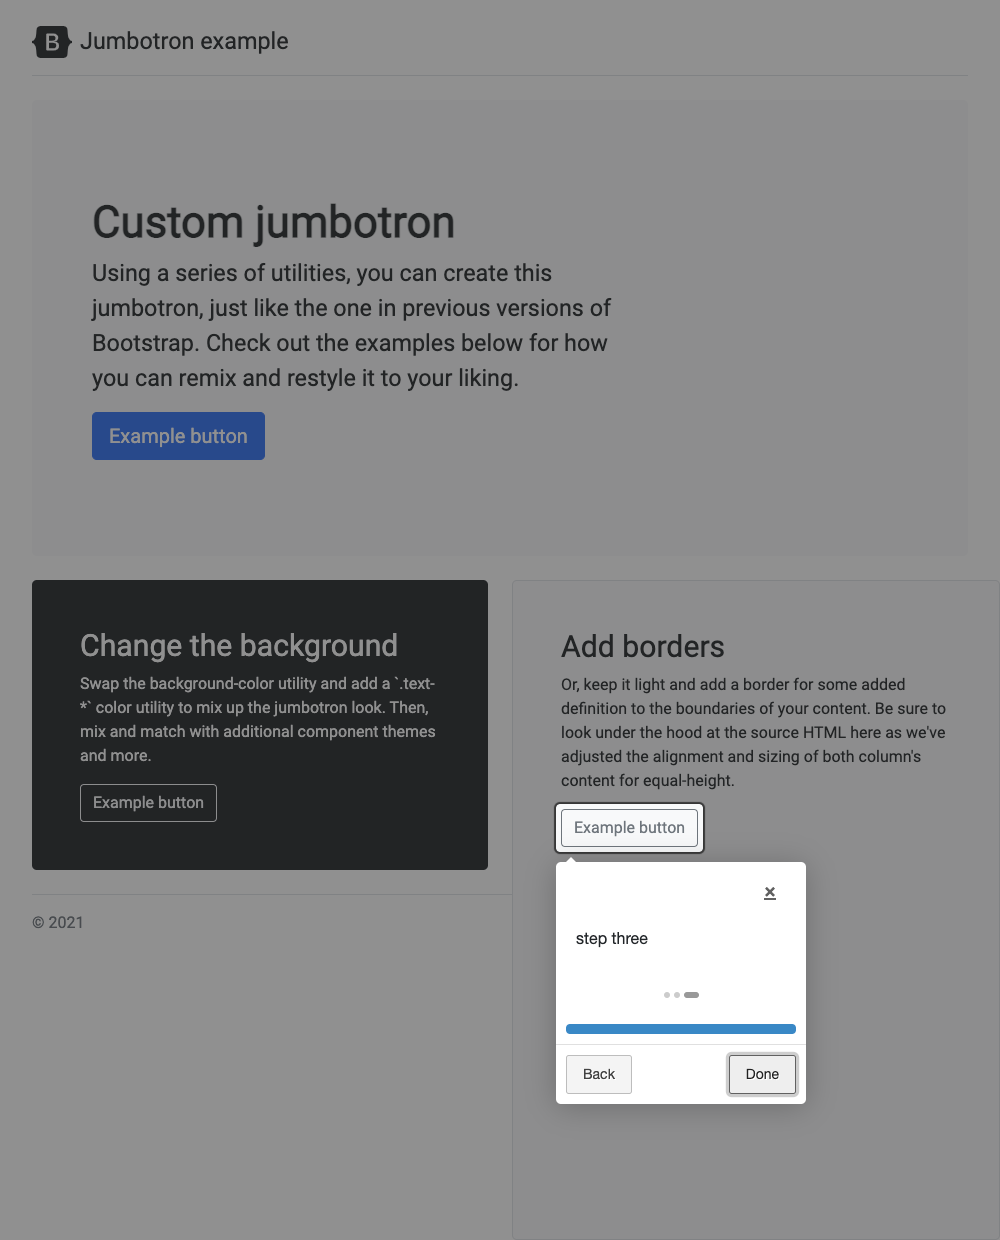 B Jumbotron example
Custom jumbotron
Using a series of utilities, you can create this
jumbotron, just like the one in previous versions of
Bootstrap. Check out the examples below for how
you can remix and restyle it to your liking.
Example button
Change the background
Swap the background-color utility and add a `.text-
*` color utility to mix up the jumbotron look. Then,
mix and match with additional component themes
and more.
Example button
Add borders
Or, keep it light and add a border for some added
definition to the boundaries of your content. Be sure to
look under the hood at the source HTML here as we've
adjusted the alignment and sizing of both column's
content for equal-height.
Example button
×
step three
Back
Done
© 2021